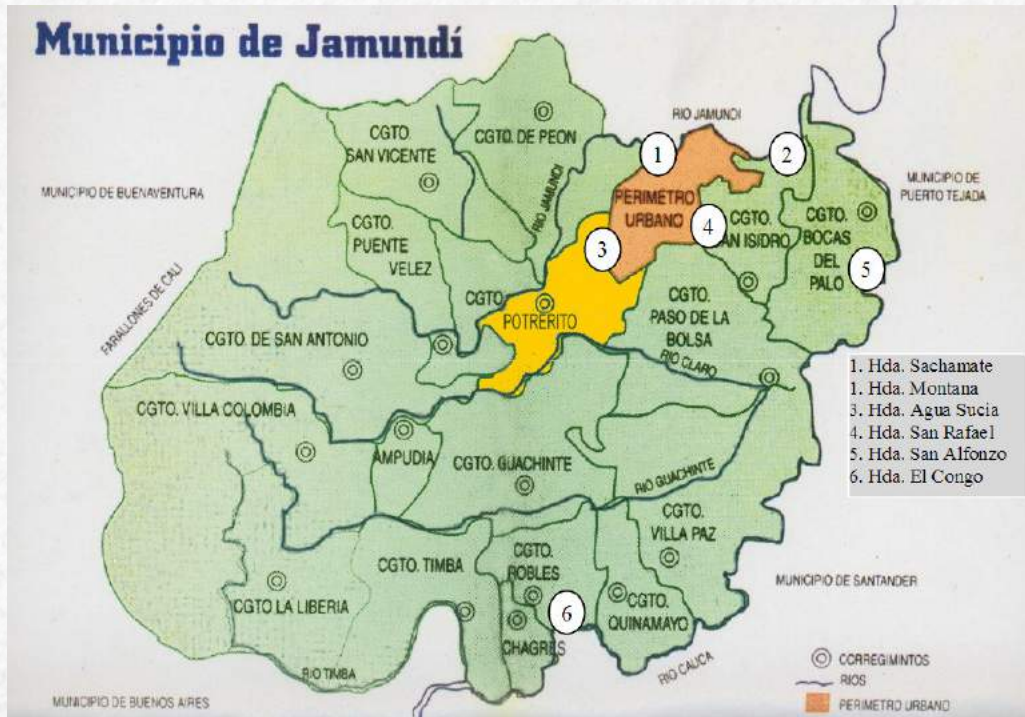 Municipio de Jamundí
RIO JAMUNDI
CGTO. DE PEON
CGTO
SAN VICENTE
1
2
MUNICIPIO DE BUENAVENTURA
MUNICIPIO DE
PUERTO TEJADA
PERIMETRO
URBANO
RIO JAMUNDI
4
CGTO.
AN ISIDRO
CGTO.
BOCAS
DEL
PALO
CGTO.
PUENTE
VELEZ
3
5
CGTO.
POTRERITO
CGTO.
PASO DE LA
BOLSA
FARALLONES DE CALI
CGTO. DE SAN ANTONIO
RIO CLARO
1. Hda. Sachamate
1. Hda. Montana
3. Hda. Agua Sucia
4. Hda. San Rafael
5. Hda. San Alfonzo
6. Hda. El Congo
CGTO. VILLA COLOMBIA
AMPUDIA
CGTO. GUACHINTE
RIO GUACHINTE
CGTO.
VILLA PAZ
CGTO. TIMBA
CGTO.
ROBLES
MUNICIPIO DE SANTANDER
CGTO LA LIBERIA
6
CGTO.
QUINAMAYO
CHAGRES
RIO TIMBA
RIO CAUCA
MUNICIPIO DE BUENOS AIRES
CORREGIMINTOS
RIOS
PERIMETRO URBANO